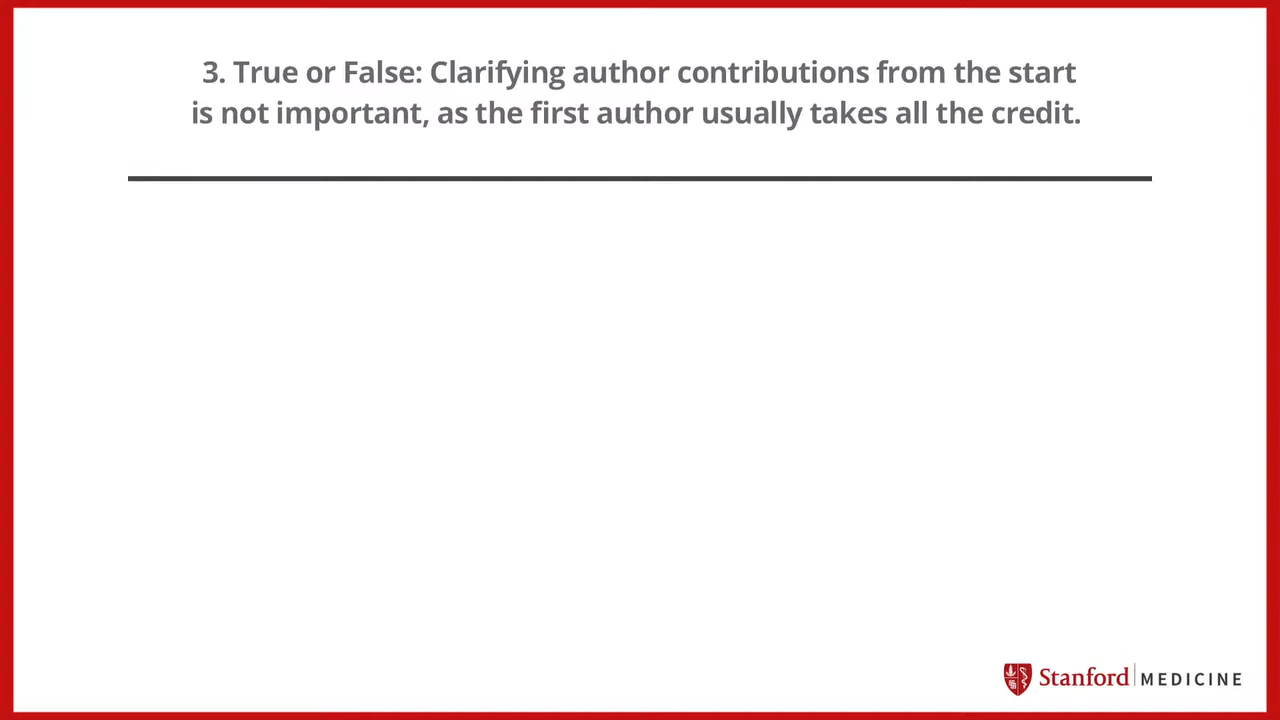 3. True or False: Clarifying author contributions from the start
is not important, as the first author usually takes all the credit.
Stanford MEDICINE